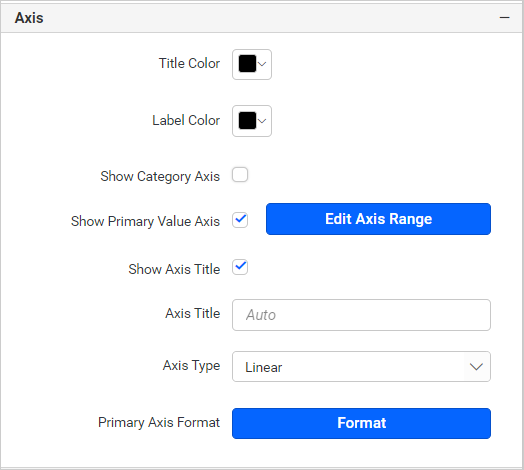 Axis
Title Color
Label Color
Show Category Axis
Show Primary Value Axis Edit Axis Range
Show Axis Title
Axis Title Auto
Axis Type Linear
Primary Axis Format Format